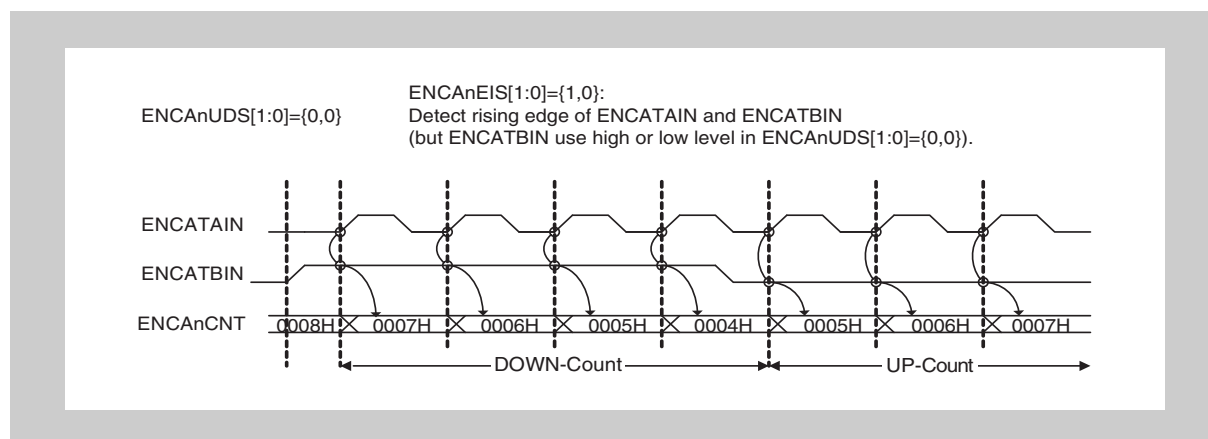 ENCAnUDS[1:0]={0,0}
ENCAnEIS[1:0]={1,0}:
Detect rising edge of ENCATAIN and ENCATBIN
(but ENCATBIN use high or low level in ENCAnUDS[1:0]={0,0}).
ENCATAIN
ENCATBIN
ENCAnCNT 0008H 0007H 0006H 0005H 0004H 0005H 0006H 0007H
DOWN-Count UP-Count